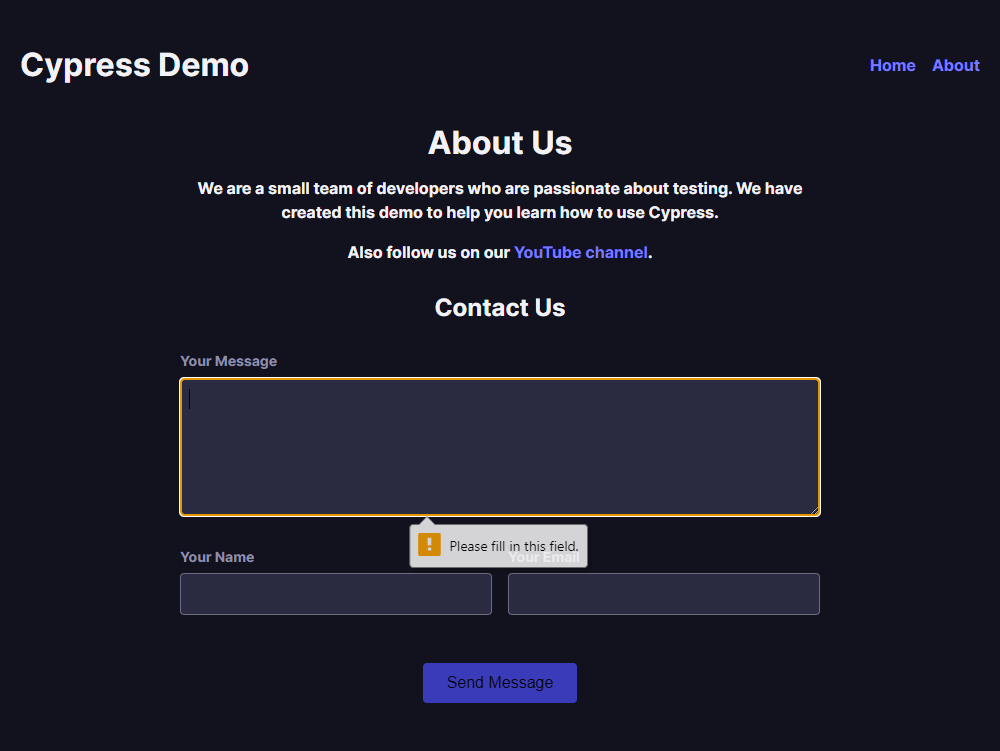 Cypress Demo
Home
About
About Us
We are a small team of developers who are passionate about testing. We have
created this demo to help you learn how to use Cypress.
Also follow us on our YouTube channel.
Contact Us
Your Message
Please fill in this field.
Your Name
Your Email
Send Message